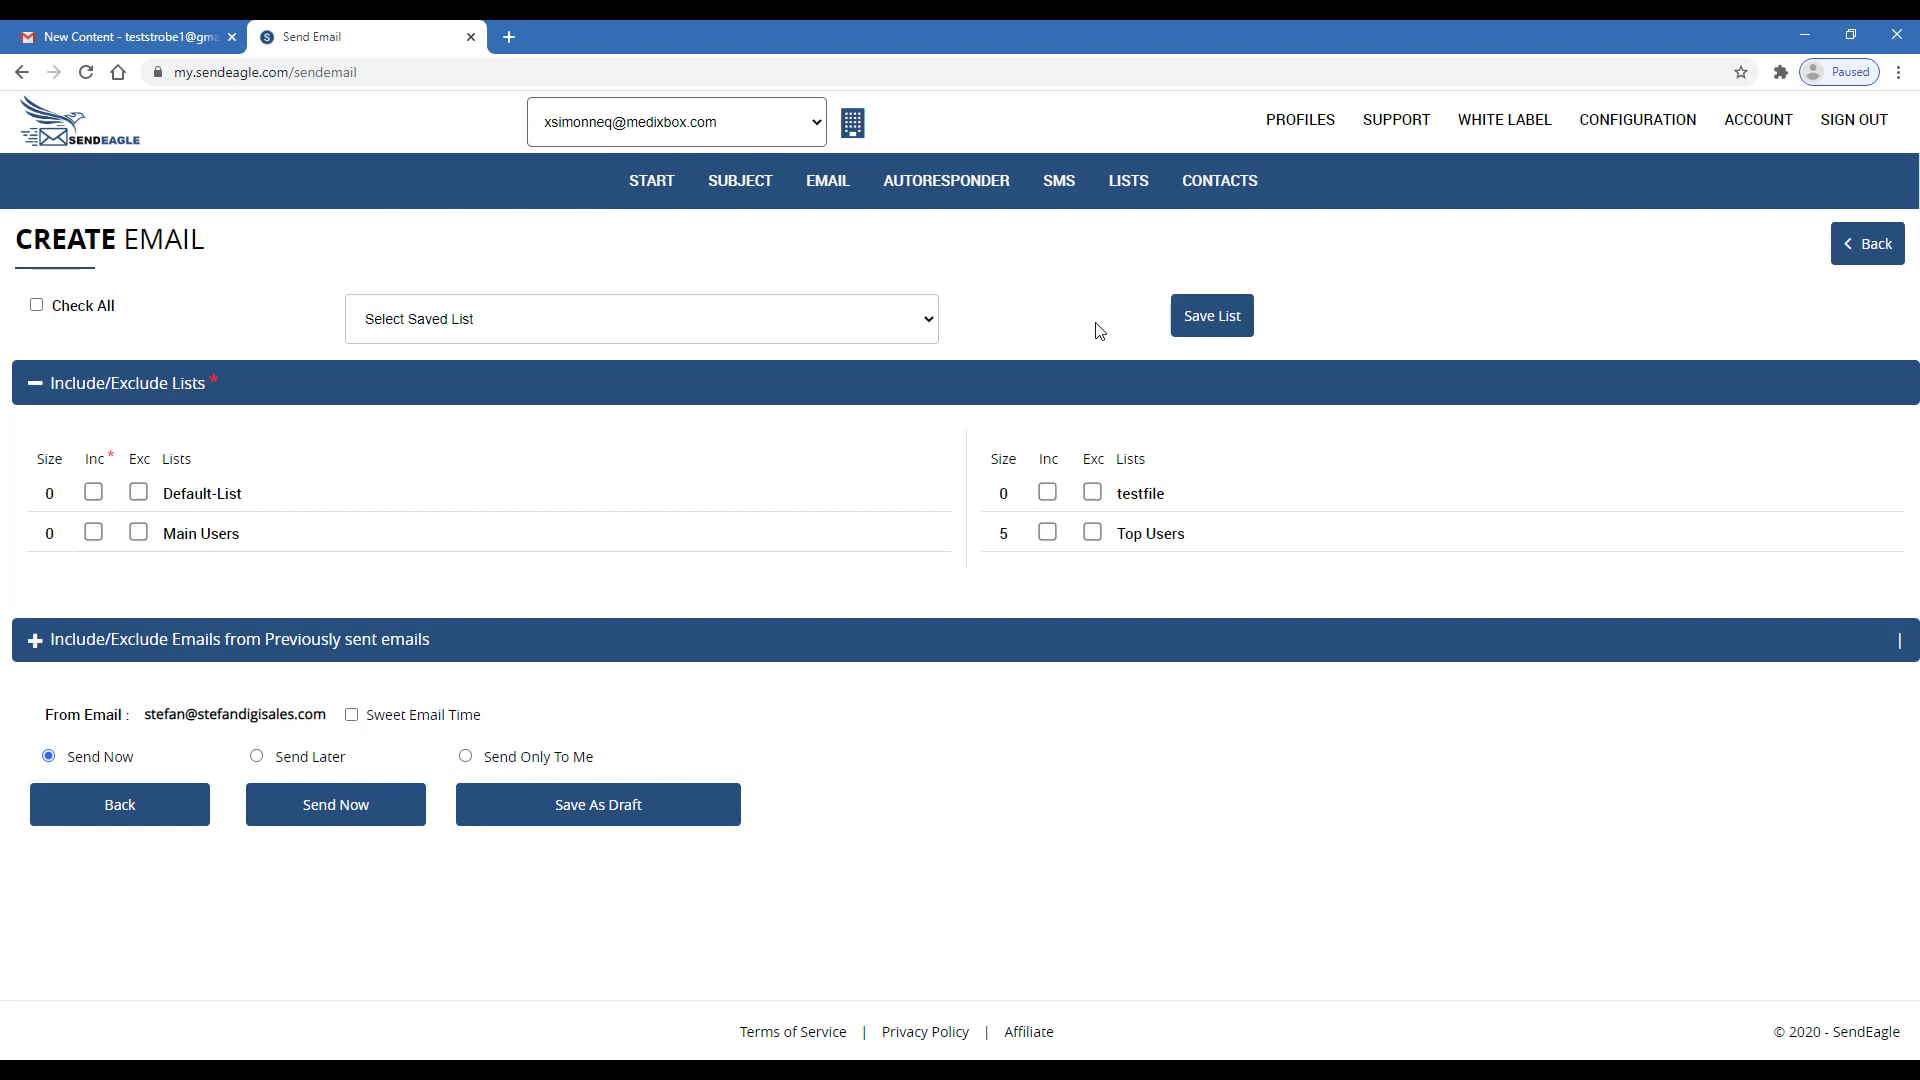 New Content - teststrobe1@gma
Send Email
my.sendeagle.com/sendemail
Paused
SENDEAGLE
xsimonneq@medixbox.com
PROFILES SUPPORT WHITE LABEL CONFIGURATION ACCOUNT SIGN OUT
START SUBJECT EMAIL AUTORESPONDER SMS LISTS CONTACTS
CREATE EMAIL
Back
Check All
Select Saved List
Save List
Include/Exclude Lists *
Size Inc * Exc Lists
0 Default-List
0 Main Users
Size Inc Exc Lists
0 testfile
5 Top Users
Include/Exclude Emails from Previously sent emails |
From Email : stefan@stefandigisales.com Sweet Email Time
Send Now Send Later Send Only To Me
Back Send Now Save As Draft
Terms of Service | Privacy Policy | Affiliate
© 2020 - SendEagle